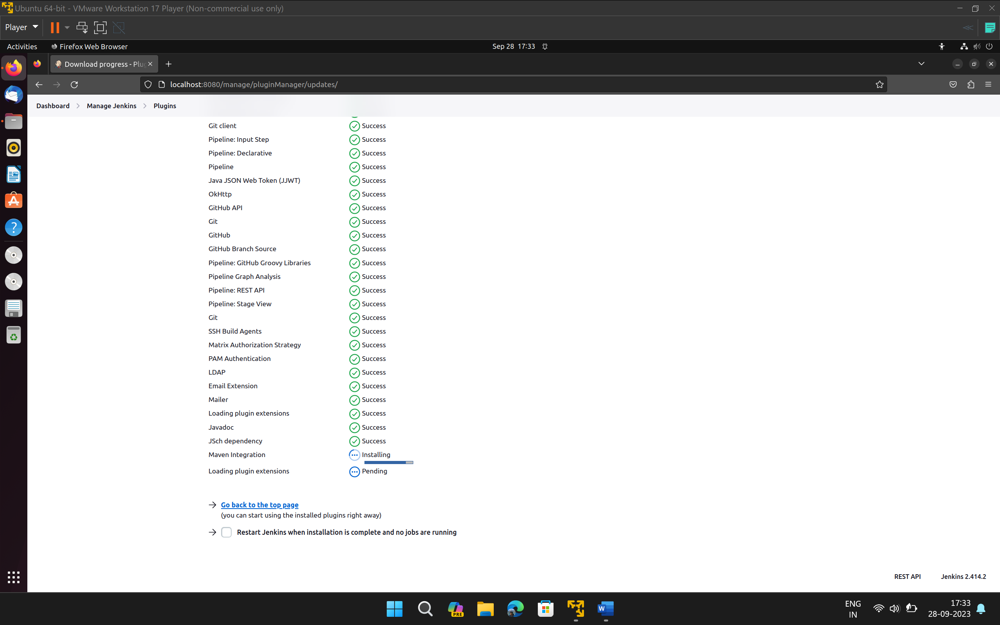 Ubuntu 64-bit - VMware Workstation 17 Player (Non-commercial use only)
Player
Activities
Firefox Web Browser
Sep 28 17:33
Download progress - Plug
localhost:8080/manage/pluginManager/updates/
Dashboard
Manage Jenkins
Plugins
Git client Success
Pipeline: Input Step Success
Pipeline: Declarative Success
Pipeline Success
Java JSON Web Token (JJWT) Success
OkHttp Success
GitHub API Success
Git Success
GitHub Success
GitHub Branch Source Success
Pipeline: GitHub Groovy Libraries Success
Pipeline Graph Analysis Success
Pipeline: REST API Success
Pipeline: Stage View Success
Git Success
SSH Build Agents Success
Matrix Authorization Strategy Success
PAM Authentication Success
LDAP Success
Email Extension Success
Mailer Success
Loading plugin extensions Success
Javadoc Success
JSch dependency Success
Maven Integration Installing
Loading plugin extensions Pending
Go back to the top page
(you can start using the installed plugins right away)
Restart Jenkins when installation is complete and no jobs are running
REST API
Jenkins 2.414.2
PRE
W
ENG
IN
17:33
28-09-2023